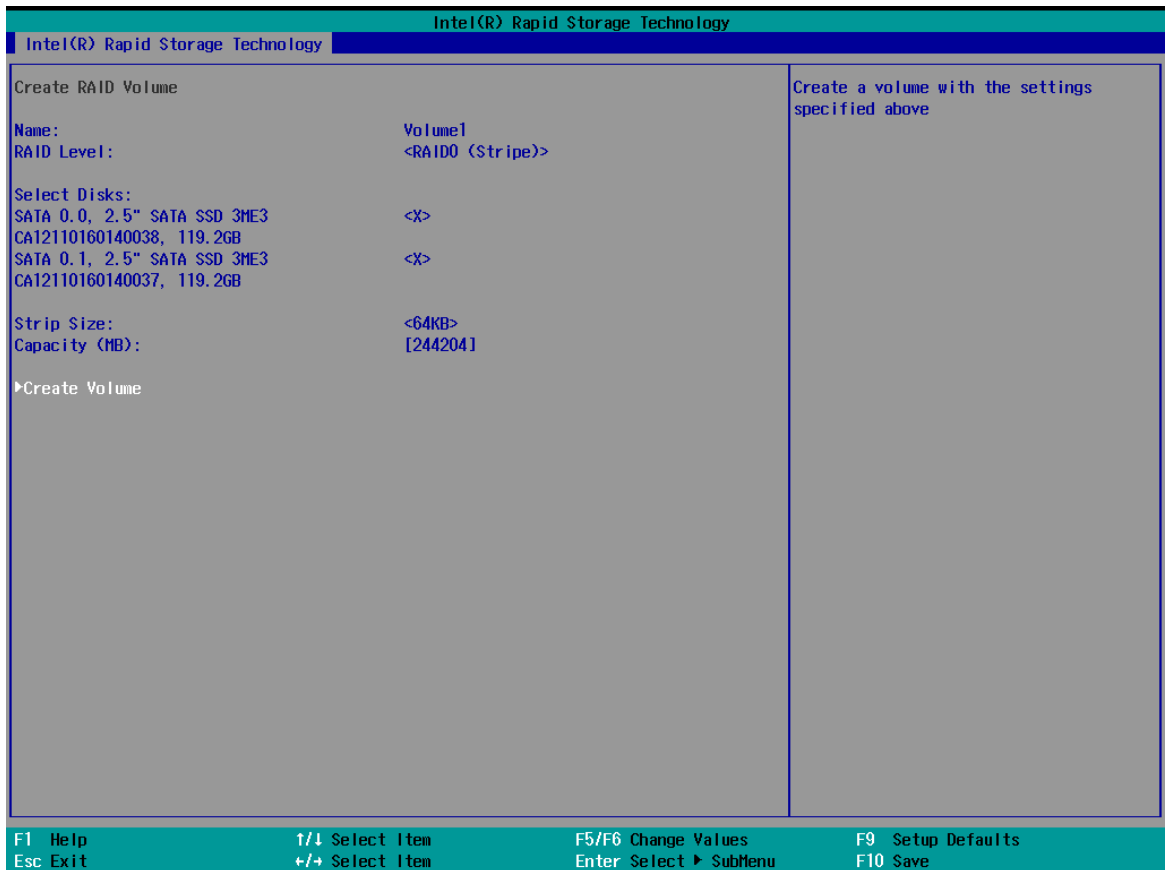 Intel(R) Rapid Storage Technology
Intel(R) Rapid Storage Technology
Create RAID Volume
Create a volume with the settings
specified above
Name: Volume1
RAID Level: <RAID0 (Stripe)>
Select Disks:
SATA 0.0, 2.5" SATA SSD 3ME3 <X>
CA12110160140038, 119.2GB
SATA 0.1, 2.5" SATA SSD 3ME3 <X>
CA12110160140037, 119.2GB
Strip Size: <64KB>
Capacity (MB): [244204]
▶Create Volume
F1 Help ↑/↓ Select Item F5/F6 Change Values F9 Setup Defaults
Esc Exit ←/→ Select Item Enter Select ▶ SubMenu F10 Save